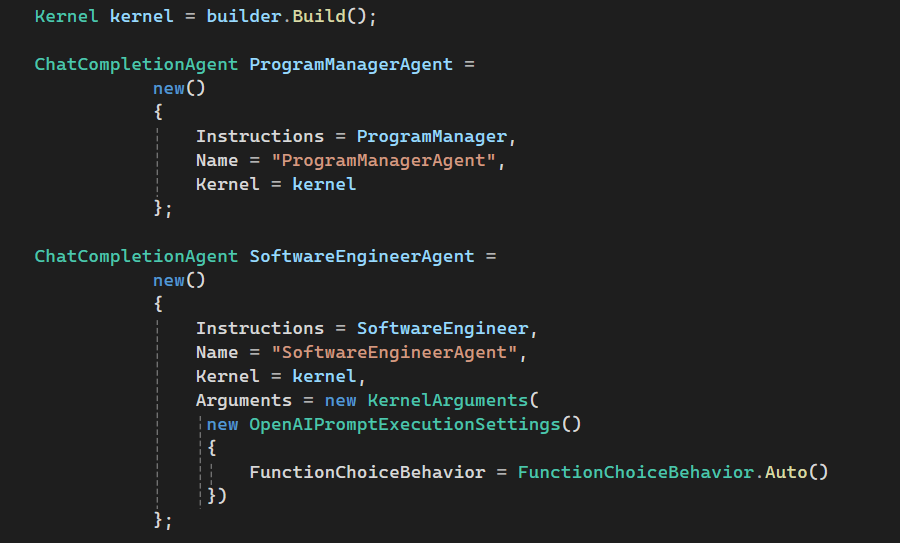 Kernel kernel = builder.Build();
ChatCompletionAgent ProgramManagerAgent =
new()
{
Instructions = ProgramManager,
Name = "ProgramManagerAgent",
Kernel = kernel
};
ChatCompletionAgent SoftwareEngineerAgent =
new()
{
Instructions = SoftwareEngineer,
Name = "SoftwareEngineerAgent",
Kernel = kernel,
Arguments = new KernelArguments(
new OpenAIPromptExecutionSettings()
{
FunctionChoiceBehavior = FunctionChoiceBehavior.Auto()
})
};